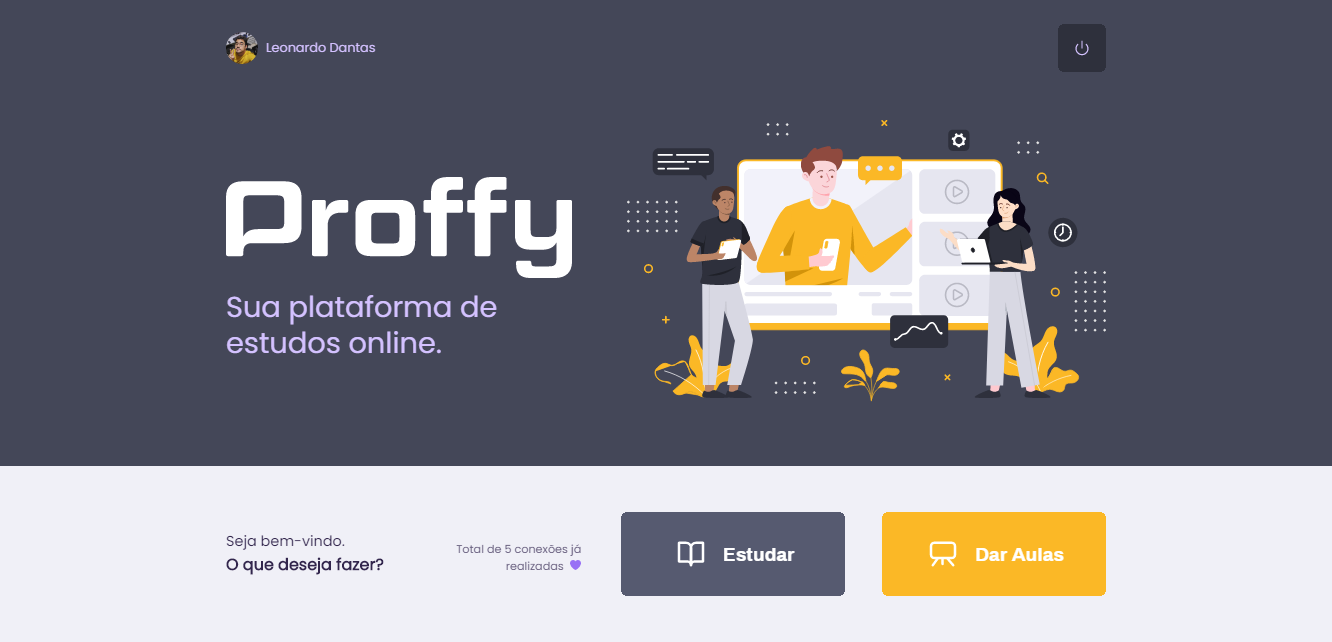 Leonardo Dantas
Proffy
Sua plataforma de
estudos online.
Seja bem-vindo.
O que deseja fazer?
Total de 5 conexões já
realizadas
Estudar
Dar Aulas